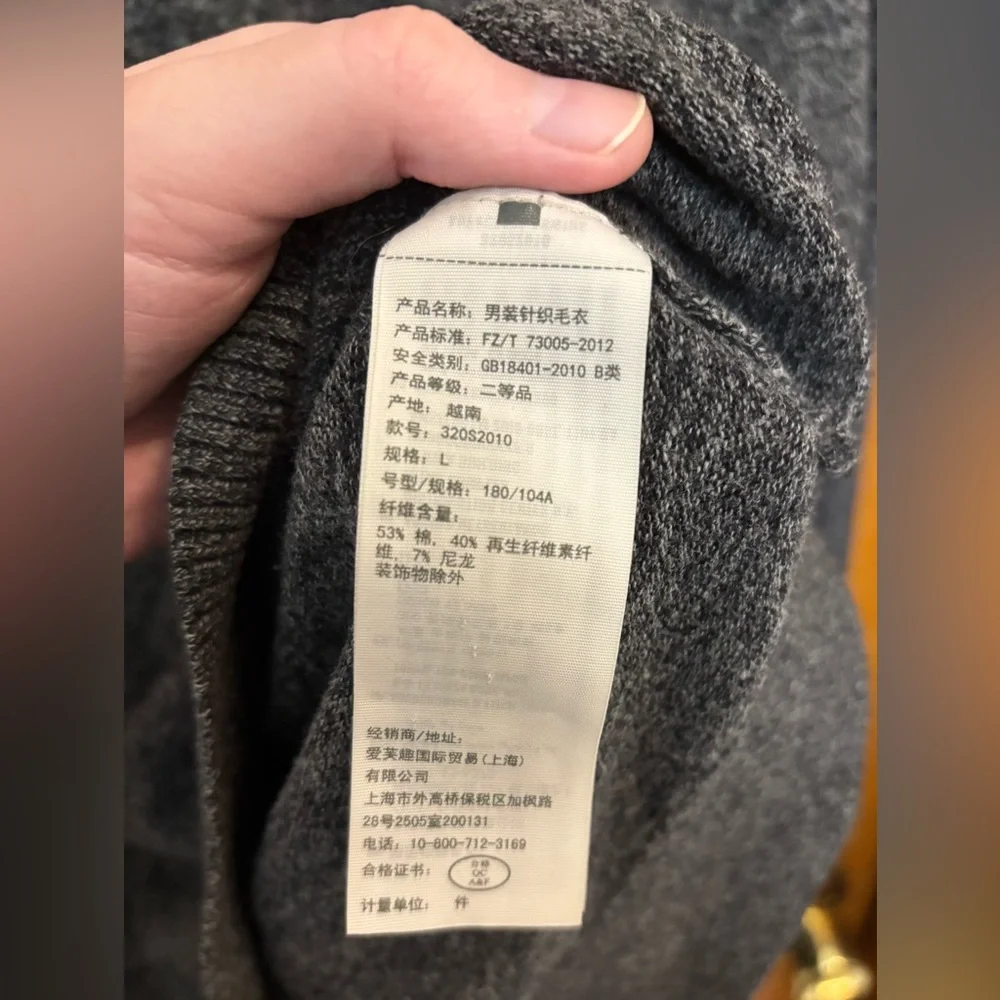 产品名称：男装针织毛衣
产品标准：FZ/T 73005-2012
安全类别：GB18401-2010 B类
产品等级：二等品
产地：越南
款号：320S2010
规格：L
号型/规格：180/104A
纤维含量：
53% 棉，40% 再生纤维素纤
维，7% 尼龙
装饰物除外
经销商/地址：
爱芙趣国际贸易(上海)
有限公司
上海市外高桥保税区加枫路
28号2505室200131
电话：10-800-712-3169
合格证书：
合格
QC
A&F
计量单位： 件